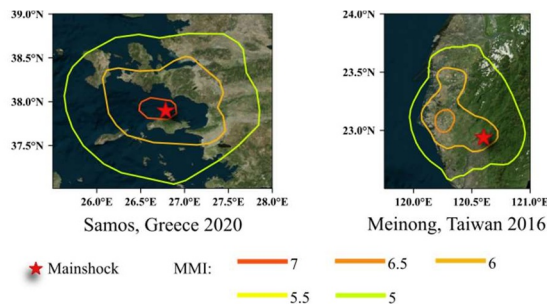 39.0°N
38.5°N
38.0°N
37.5°N
26.0°E 26.5°E 27.0°E 27.5°E 28.0°E
Samos, Greece 2020
24.0°N
23.5°N
23.0°N
120.0°E 120.5°E 121.0°E
Meinong, Taiwan 2016
Mainshock MMI: 7 6.5 6
5.5 5